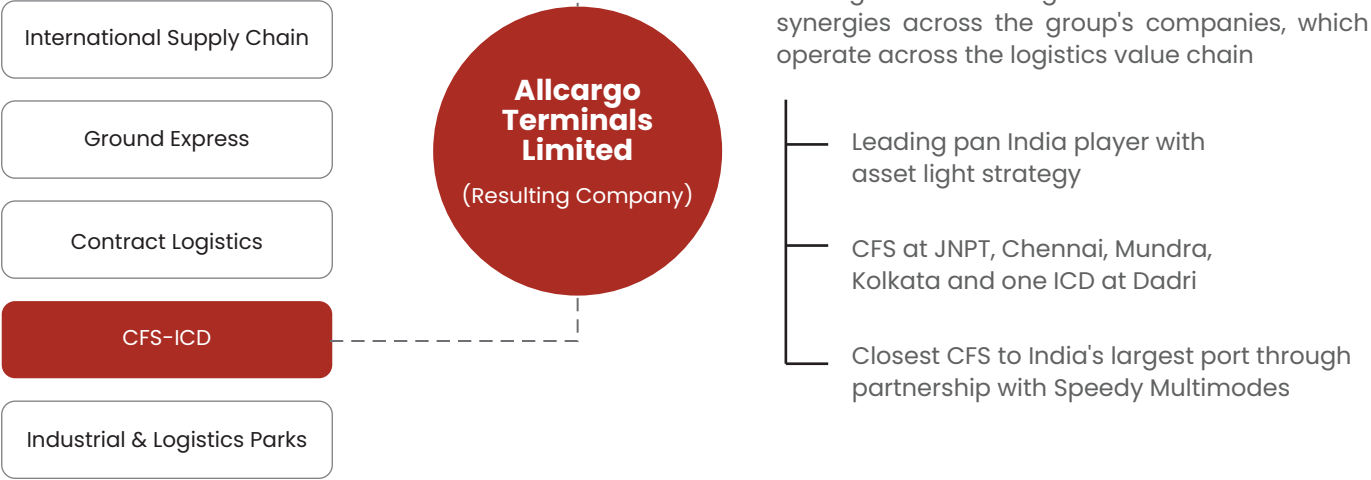 International Supply Chain
Ground Express
Contract Logistics
CFS-ICD
Industrial & Logistics Parks
Allcargo
Terminals
Limited
(Resulting Company)
synergies across the group's companies, which
operate across the logistics value chain
Leading pan India player with
asset light strategy
CFS at JNPT, Chennai, Mundra,
Kolkata and one ICD at Dadri
Closest CFS to India's largest port through
partnership with Speedy Multimodes